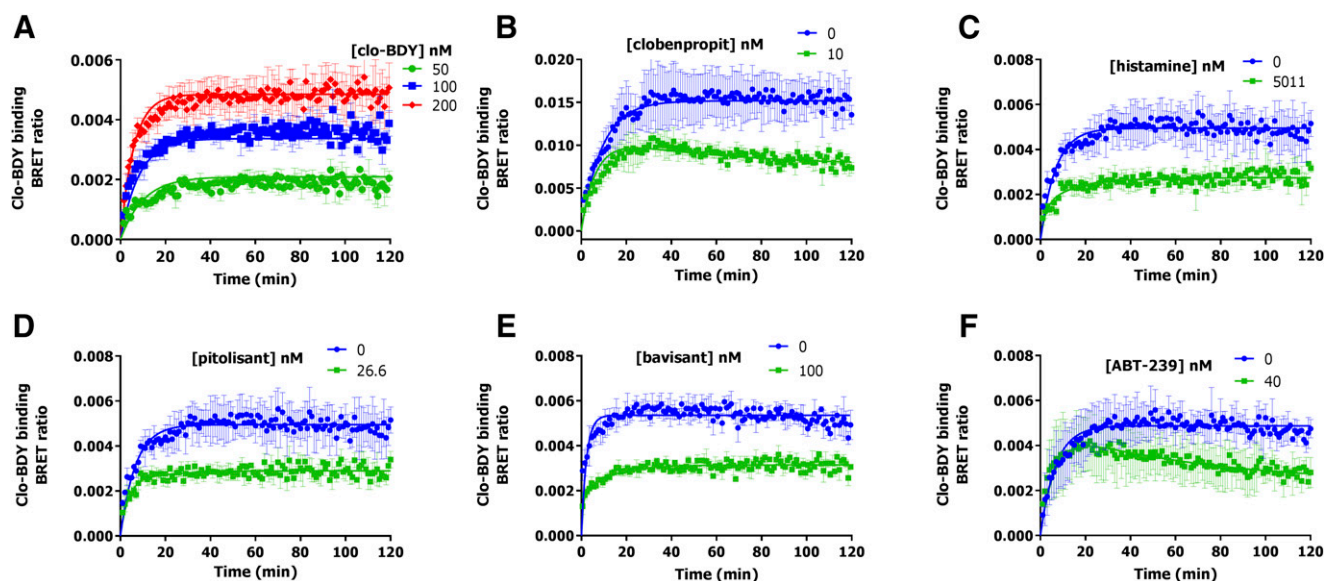 A
[clo-BDY] nM
50
100
200
0.006
0.004
0.002
0.000
Clo-BDY binding
BRET ratio
0 20 40 60 80 100 120
Time (min)
B
[clobenpropit] nM
0
10
0.020
0.015
0.010
0.005
0.000
Clo-BDY binding
BRET ratio
0 20 40 60 80 100 120
Time (min)
C
[histamine] nM
0
5011
0.008
0.006
0.004
0.002
0.000
Clo-BDY binding
BRET ratio
0 20 40 60 80 100 120
Time (min)
D
[pitolisant] nM
0
26.6
0.008
0.006
0.004
0.002
0.000
Clo-BDY binding
BRET ratio
0 20 40 60 80 100 120
Time (min)
E
[bavisant] nM
0
100
0.008
0.006
0.004
0.002
0.000
Clo-BDY binding
BRET ratio
0 20 40 60 80 100 120
Time (min)
F
[ABT-239] nM
0
40
0.008
0.006
0.004
0.002
0.000
Clo-BDY binding
BRET ratio
0 20 40 60 80 100 120
Time (min)